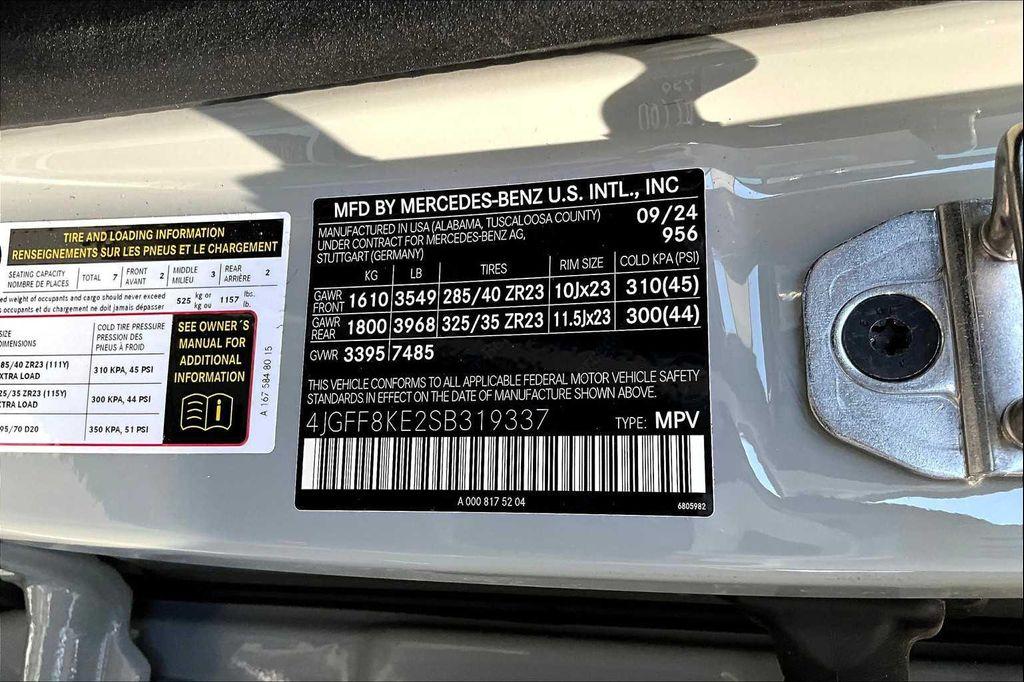 TIRE AND LOADING INFORMATION
RENSEIGNEMENTS SUR LES PNEUS ET LE CHARGEMENT
SEATING CAPACITY
NOMBRE DE PLACES
TOTAL 7
FRONT
AVANT 2
MIDDLE
MILIEU 3
REAR
ARRIÈRE 2
weight of occupants and cargo should never exceed
occupants et du chargement ne doit jamais dépasser
525 kg or
kg ou
1157 lbs.
lb.
COLD TIRE PRESSURE
PRESSION DES
PNEUS À FROID
85/40 ZR23 (111Y)
XTRA LOAD
310 KPA, 45 PSI
25/35 ZR23 (115Y)
XTRA LOAD
300 KPA, 44 PSI
95/70 D20
350 KPA, 51 PSI
SEE OWNER´S
MANUAL FOR
ADDITIONAL
INFORMATION
A 167 584 80 15
MFD BY MERCEDES-BENZ U.S. INTL., INC
MANUFACTURED IN USA (ALABAMA, TUSCALOOSA COUNTY) 09/24
UNDER CONTRACT FOR MERCEDES-BENZ AG, 956
STUTTGART (GERMANY)
KG LB TIRES RIM SIZE COLD KPA (PSI)
GAWR
FRONT 1610 3549 285/40 ZR23 10Jx23 310(45)
GAWR
REAR 1800 3968 325/35 ZR23 11.5Jx23 300(44)
GWR 3395 7485
THIS VEHICLE CONFORMS TO ALL APPLICABLE FEDERAL MOTOR VEHICLE SAFETY
STANDARDS IN EFFECT ON THE DATE OF MANUFACTURE SHOWN ABOVE.
4JGFF8KE2SB319337 TYPE: MPV
A 000 817 52 04
6805982